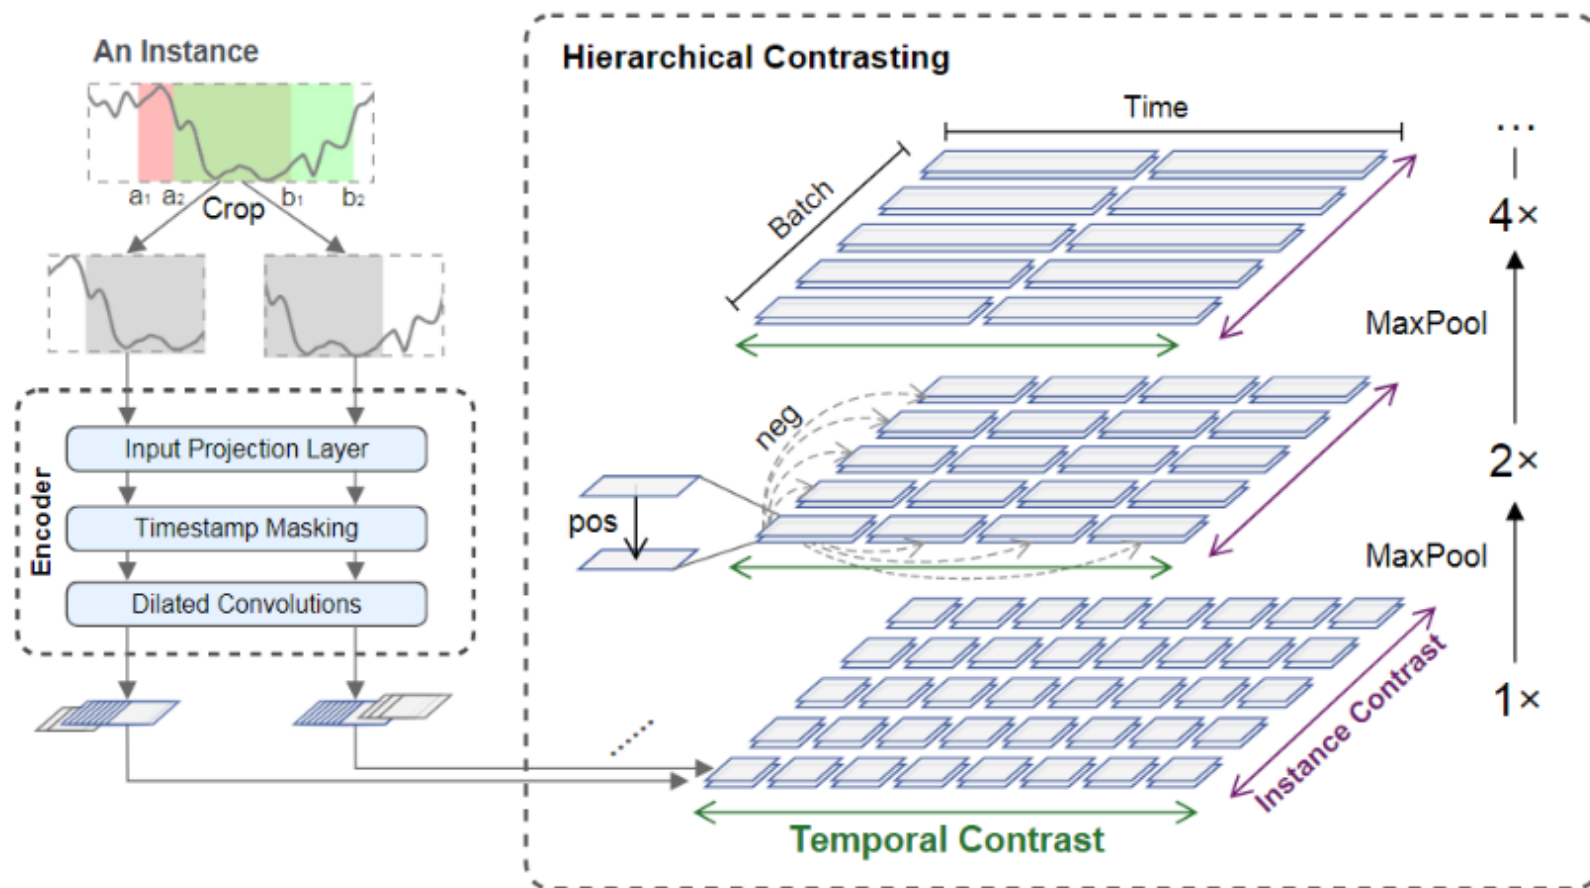 An Instance
a₁ a₂ b₁ b₂
Crop
Encoder
Input Projection Layer
Timestamp Masking
Dilated Convolutions
Hierarchical Contrasting
Time
Batch
...
4×
MaxPool
neg
pos
2×
MaxPool
1×
Instance Contrast
......
Temporal Contrast